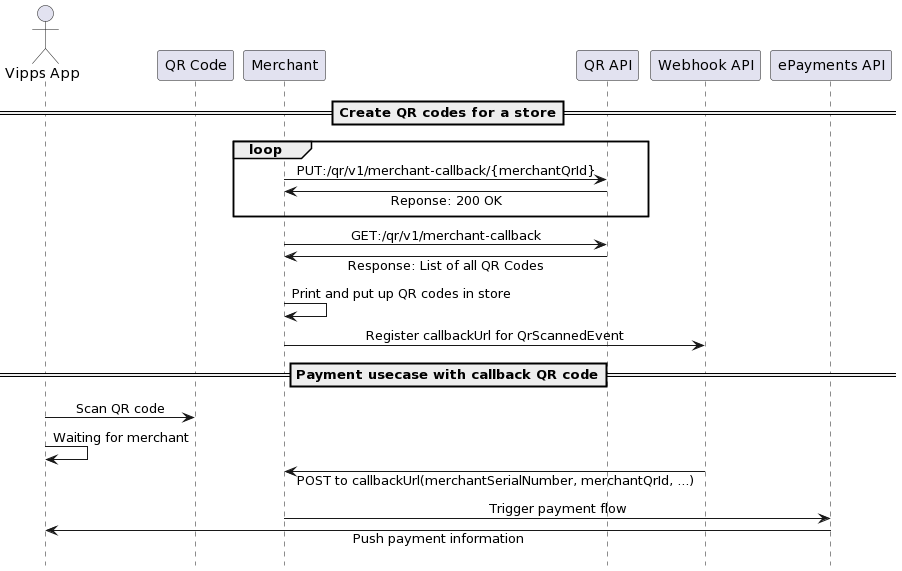 Vipps App
QR Code
Merchant
QR API
Webhook API
ePayments API
Create QR codes for a store
loop
PUT:/qr/v1/merchant-callback/{merchantQrId}
Reponse: 200 OK
GET:/qr/v1/merchant-callback
Response: List of all QR Codes
Print and put up QR codes in store
Register callbackUrl for QrScannedEvent
Payment usecase with callback QR code
Scan QR code
Waiting for merchant
POST to callbackUrl(merchantSerialNumber, merchantQrId, ...)
Trigger payment flow
Push payment information